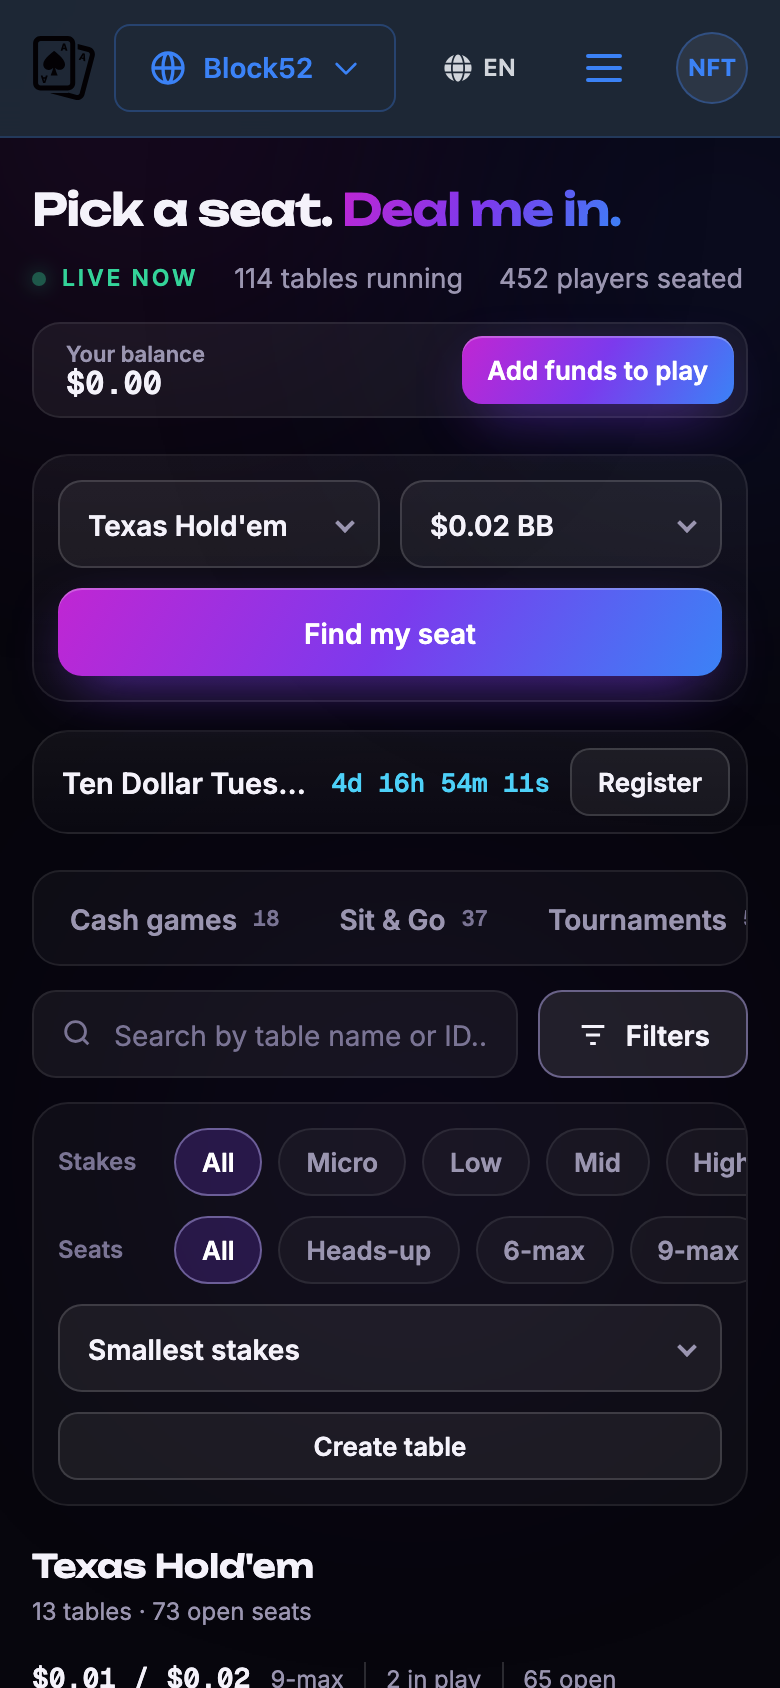 Block52
EN
NFT
Pick a seat. Deal me in.
LIVE NOW 114 tables running 452 players seated
Your balance
$0.00
Add funds to play
Texas Hold'em
$0.02 BB
Find my seat
Ten Dollar Tues... 4d 16h 54m 11s Register
Cash games 18 Sit & Go 37 Tournaments
Search by table name or ID..
Filters
Stakes All Micro Low Mid High
Seats All Heads-up 6-max 9-max
Smallest stakes
Create table
Texas Hold'em
13 tables · 73 open seats
$0.01 / $0.02 9-max 2 in play 65 open